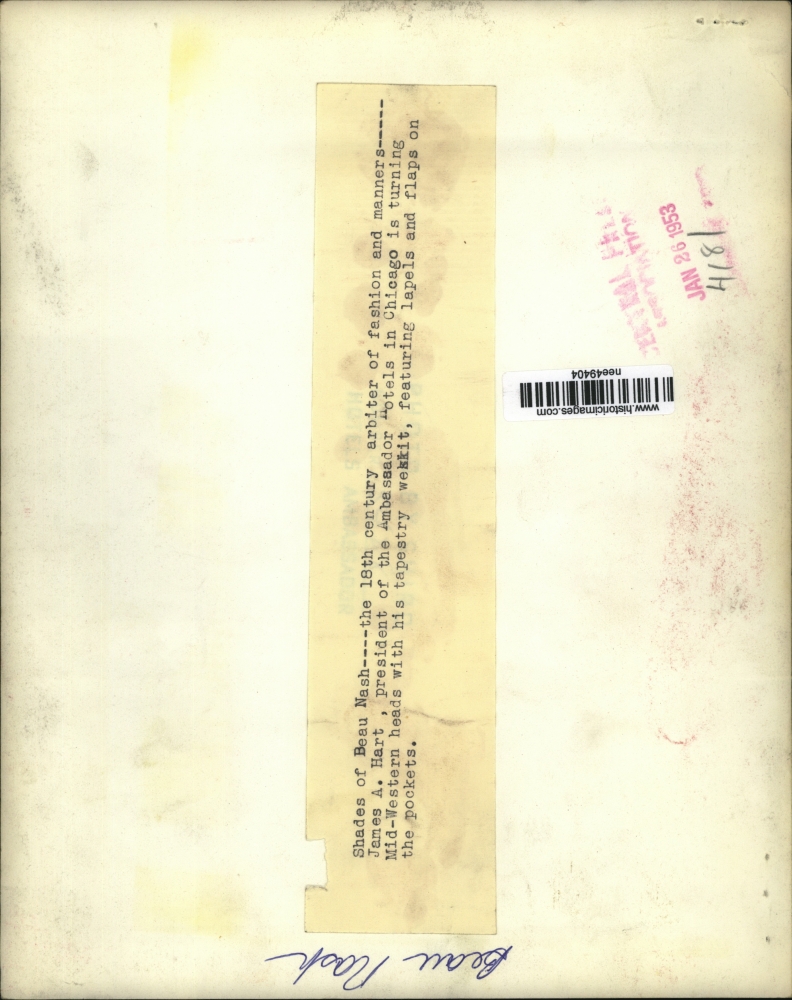 Shades of Beau Nash----the 18th century arbiter of fashion and manners-----
James A. Hart , president of the Ambassador Hotels in Chicago is turning
Mid-Western heads with his tapestry weskit, featuring lapels and flaps on
the pockets.
Beau Nash
JAN 26 1953
4181
www.historicimages.com
nee49404